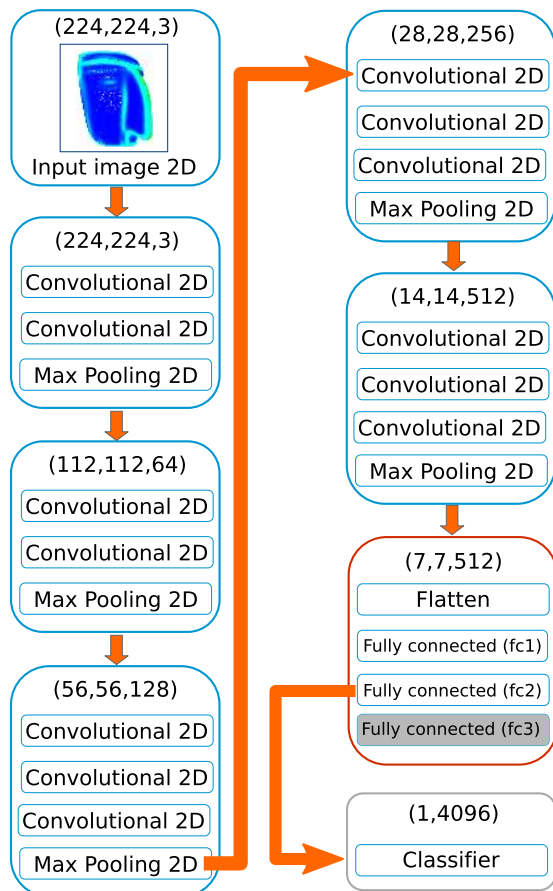 (224,224,3)
Input image 2D
(224,224,3)
Convolutional 2D
Convolutional 2D
Max Pooling 2D
(112,112,64)
Convolutional 2D
Convolutional 2D
Max Pooling 2D
(56,56,128)
Convolutional 2D
Convolutional 2D
Convolutional 2D
Max Pooling 2D
(28,28,256)
Convolutional 2D
Convolutional 2D
Convolutional 2D
Max Pooling 2D
(14,14,512)
Convolutional 2D
Convolutional 2D
Convolutional 2D
Max Pooling 2D
(7,7,512)
Flatten
Fully connected (fc1)
Fully connected (fc2)
Fully connected (fc3)
(1,4096)
Classifier